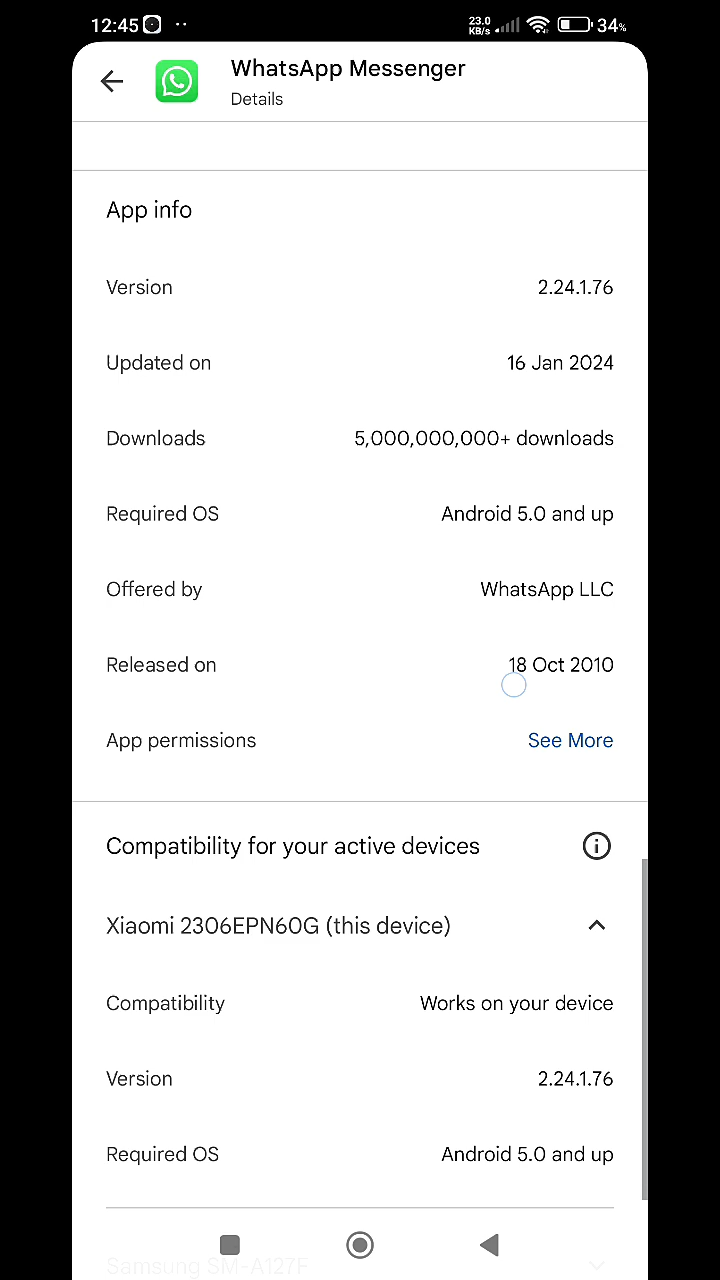 12:45 23.0 KB/s 34%
WhatsApp Messenger
Details
App info
Version 2.24.1.76
Updated on 16 Jan 2024
Downloads 5,000,000,000+ downloads
Required OS Android 5.0 and up
Offered by WhatsApp LLC
Released on 18 Oct 2010
App permissions See More
Compatibility for your active devices
Xiaomi 2306EPN60G (this device)
Compatibility Works on your device
Version 2.24.1.76
Required OS Android 5.0 and up
Samsung SM-A127F